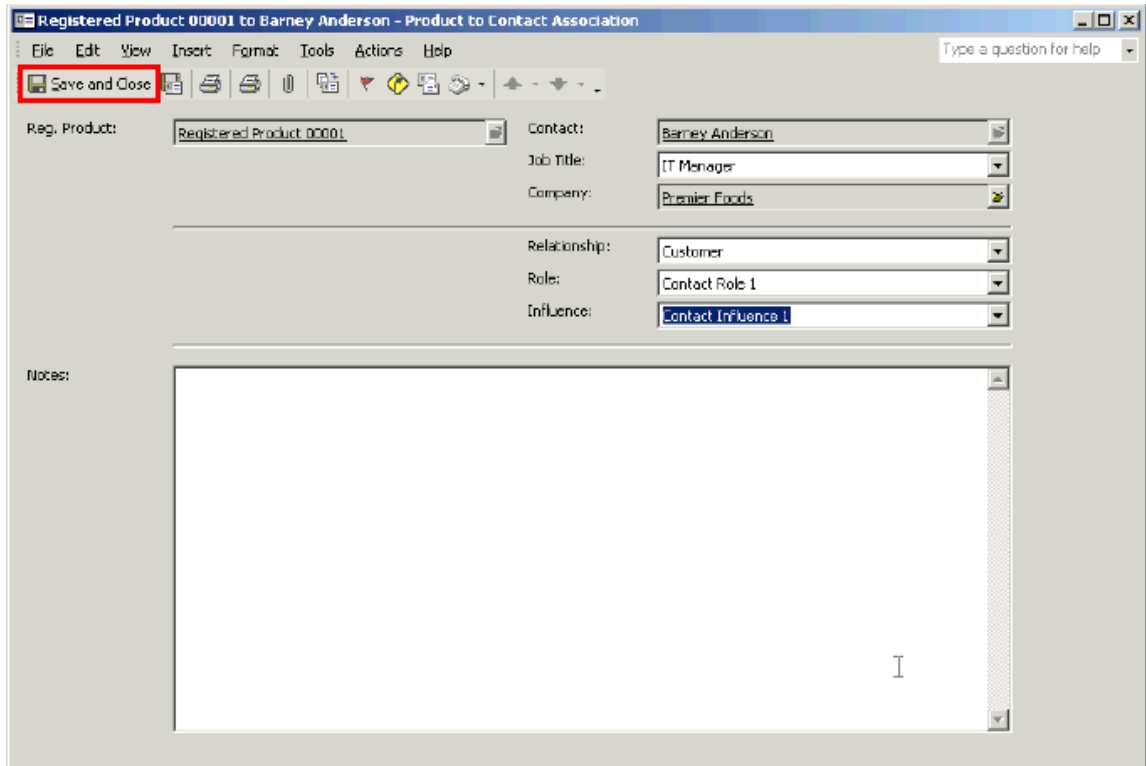 Registered Product 00001 to Barney Anderson - Product to Contact Association
File Edit View Insert Format Tools Actions Help Type a question for help
Save and Close
Reg. Product: Registered Product 00001 Contact: Barney Anderson
Job Title: IT Manager
Company: Premier Foods
Relationship: Customer
Role: Contact Role 1
Influence: Contact Influence 1
Notes: